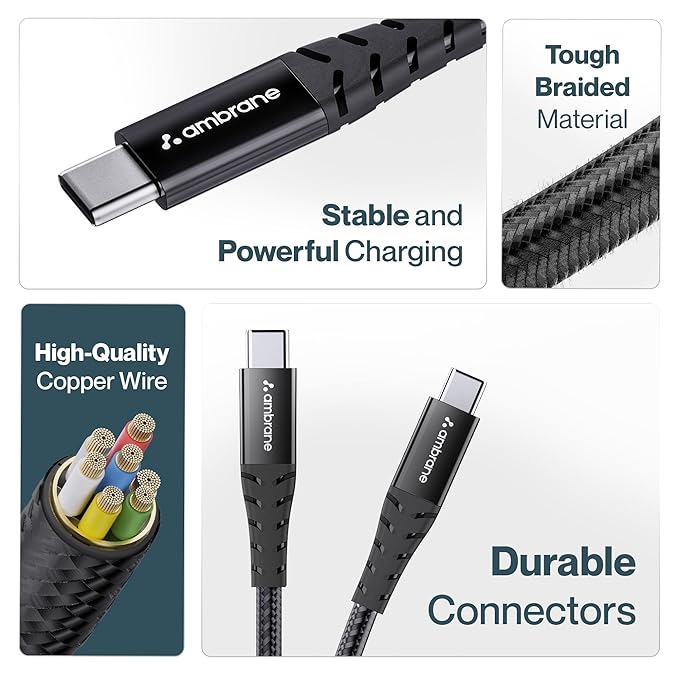 ambrane
Stable and
Powerful Charging
Tough
Braided
Material
High-Quality
Copper Wire
ambrane
ambrane
Durable
Connectors